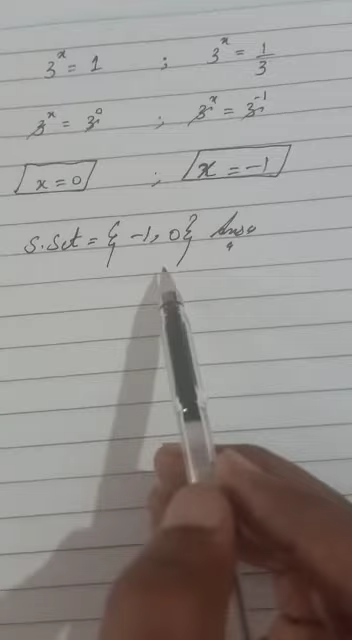 3^x = 1 ; 3^x = 1/3
3^x = 3^0 ; 3^x = 3^-1
x = 0 ; x = -1
S.Set = { -1, 0} Ans.